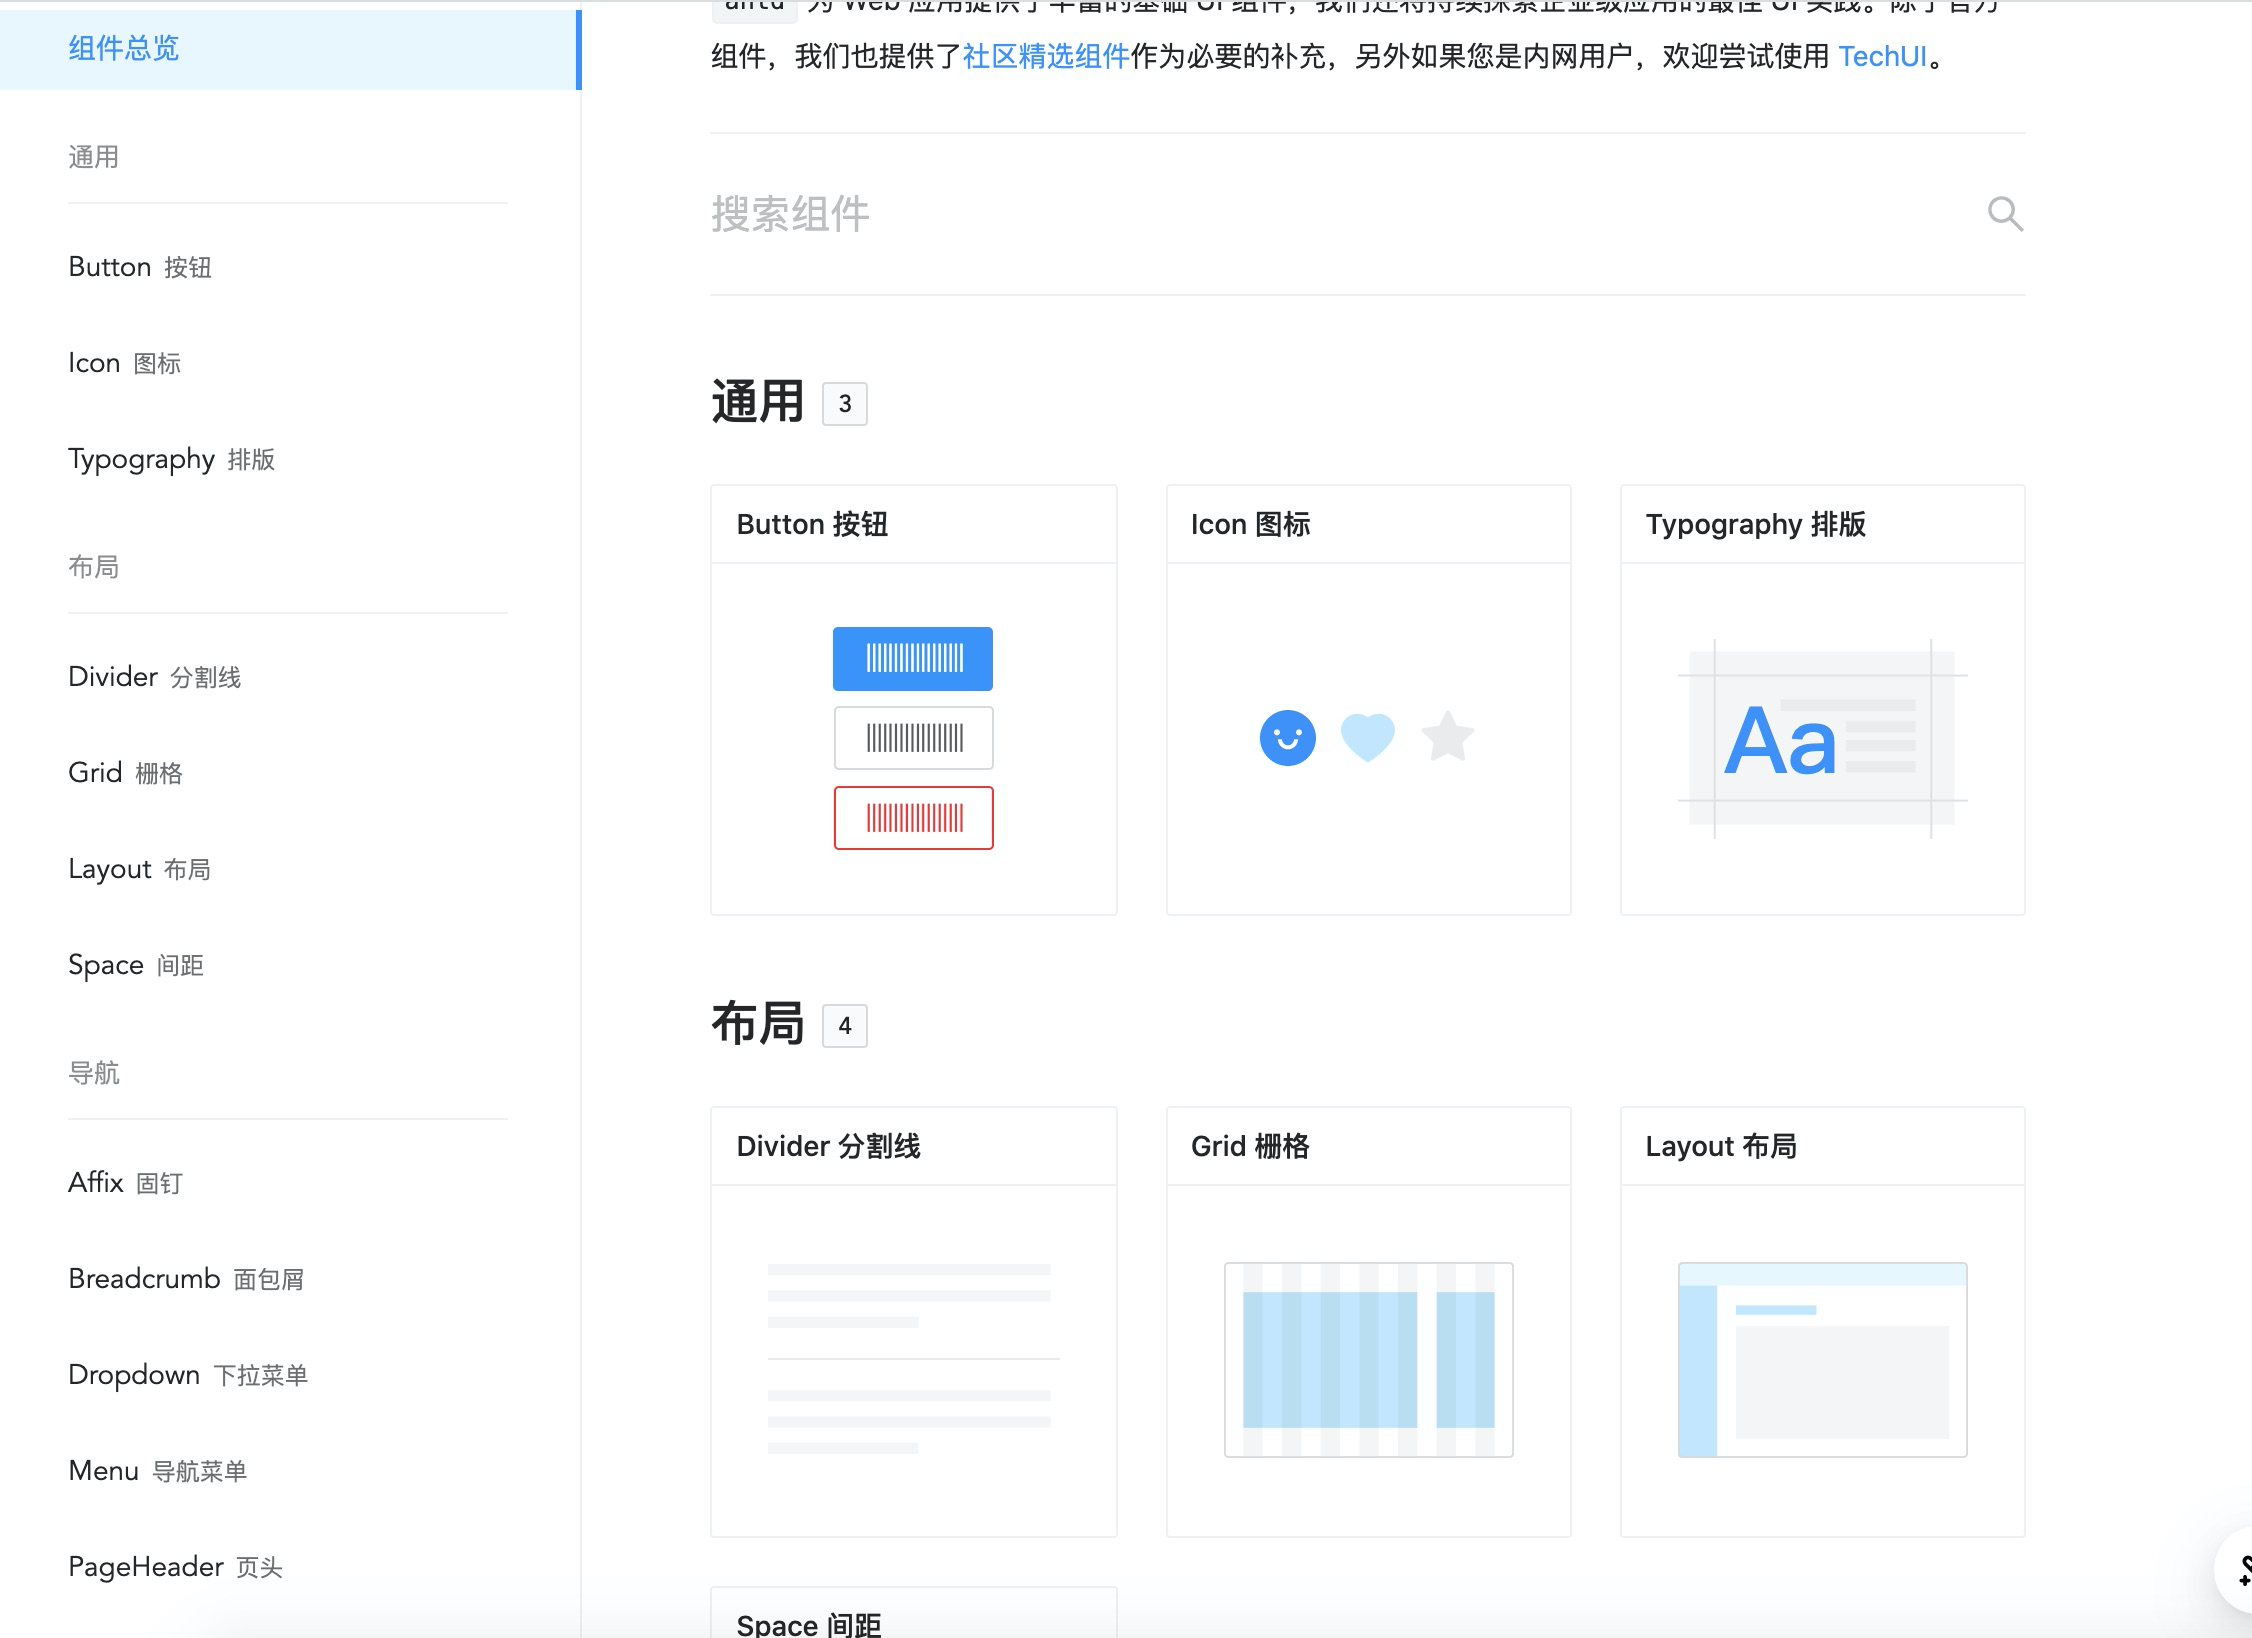 组件总览
通用
Button 按钮
Icon 图标
Typography 排版
布局
Divider 分割线
Grid 栅格
Layout 布局
Space 间距
导航
Affix 固钉
Breadcrumb 面包屑
Dropdown 下拉菜单
Menu 导航菜单
PageHeader 页头
antd 为 Web 应用提供了丰富的基础 UI 组件，我们还将持续探索企业级应用的最佳 UI 实践。除了官方
组件，我们也提供了社区精选组件作为必要的补充，另外如果您是内网用户，欢迎尝试使用 TechUI。
搜索组件
通用 3
Button 按钮
Icon 图标
Typography 排版
Aa
布局 4
Divider 分割线
Grid 栅格
Layout 布局
Space 间距